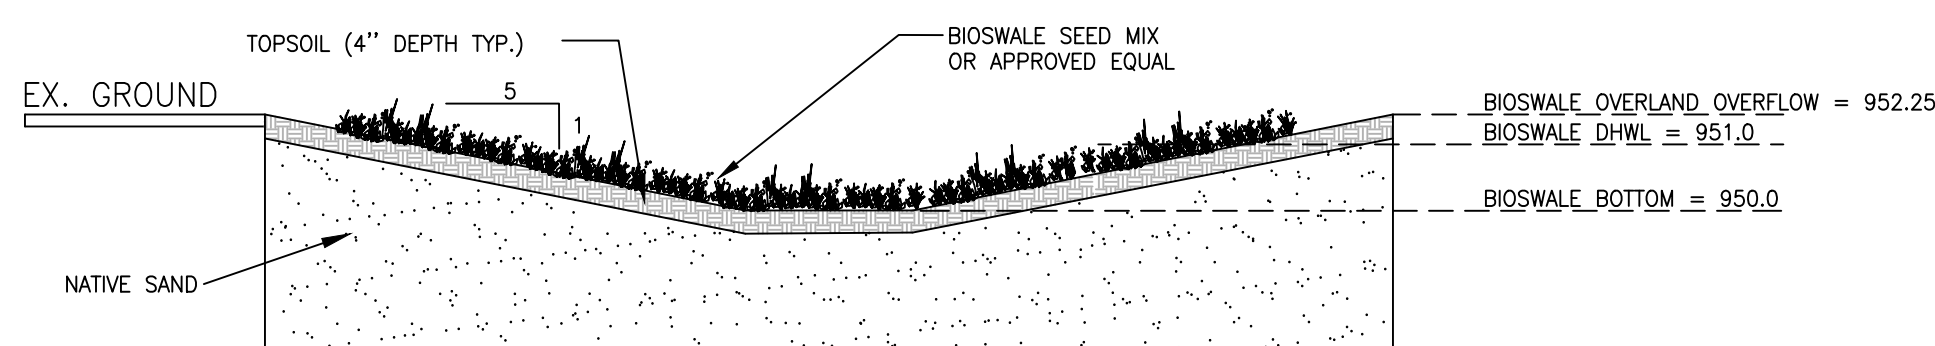 TOPSOIL (4'' DEPTH TYP.)
BIOSWALE SEED MIX
OR APPROVED EQUAL
EX. GROUND
5
1
BIOSWALE OVERLAND OVERFLOW = 952.25
BIOSWALE DHWL = 951.0
BIOSWALE BOTTOM = 950.0
NATIVE SAND